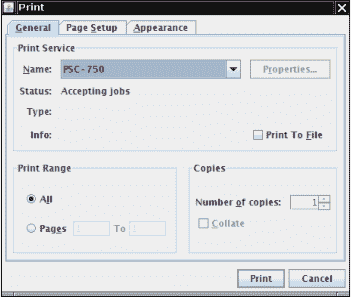 Print
General Page Setup Appearance
Print Service
Name: PSC-750 Properties...
Status: Accepting jobs
Type:
Info: Print To File
Print Range
All
Pages 1 To 1
Copies
Number of copies: 1
Collate
Print Cancel